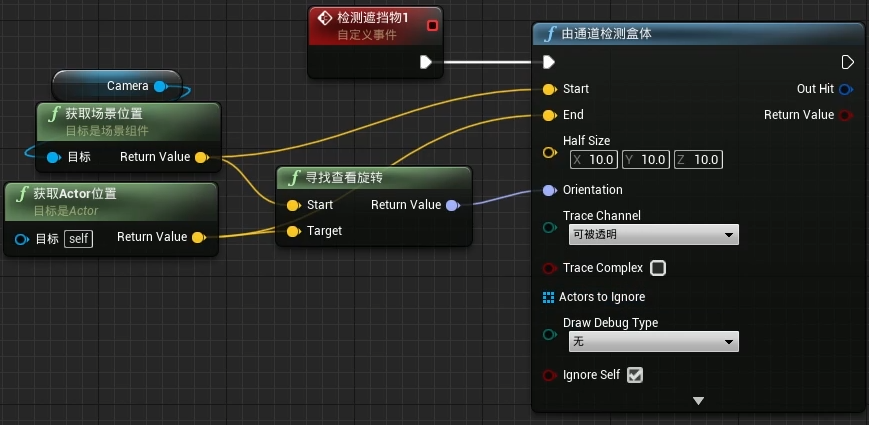 检测遮挡物1
自定义事件
Camera
获取场景位置
目标是场景组件
目标
Return Value
获取Actor位置
目标是Actor
目标 self
Return Value
寻找查看旋转
Start
Return Value
Target
由通道检测盒体
Start
Out Hit
End
Return Value
Half Size
X 10.0 Y 10.0 Z 10.0
Orientation
Trace Channel
可被透明
Trace Complex
Actors to Ignore
Draw Debug Type
无
Ignore Self